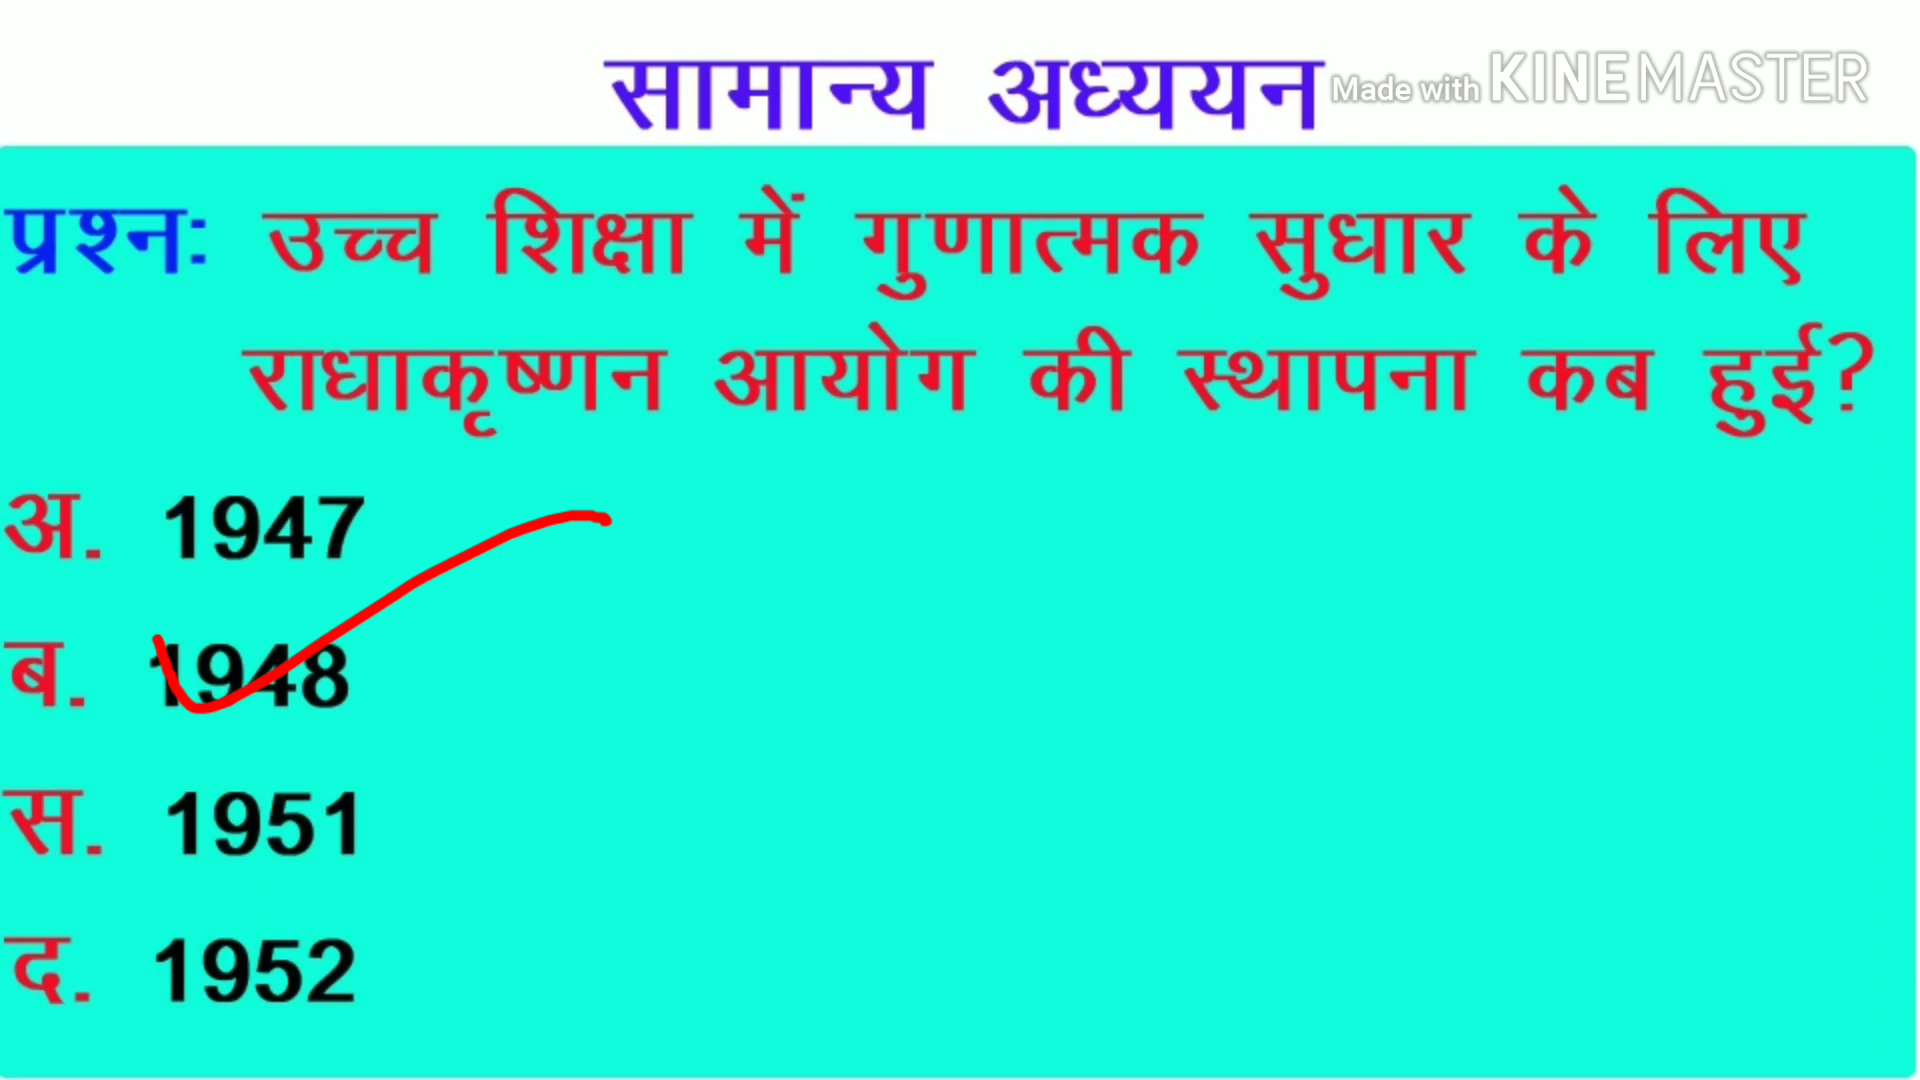 सामान्य अध्ययन Made with KINEMASTER
प्रश्न: उच्च शिक्षा में गुणात्मक सुधार के लिए
राधाकृष्णन आयोग की स्थापना कब हुई?
अ. 1947
ब. 1948
स. 1951
द. 1952